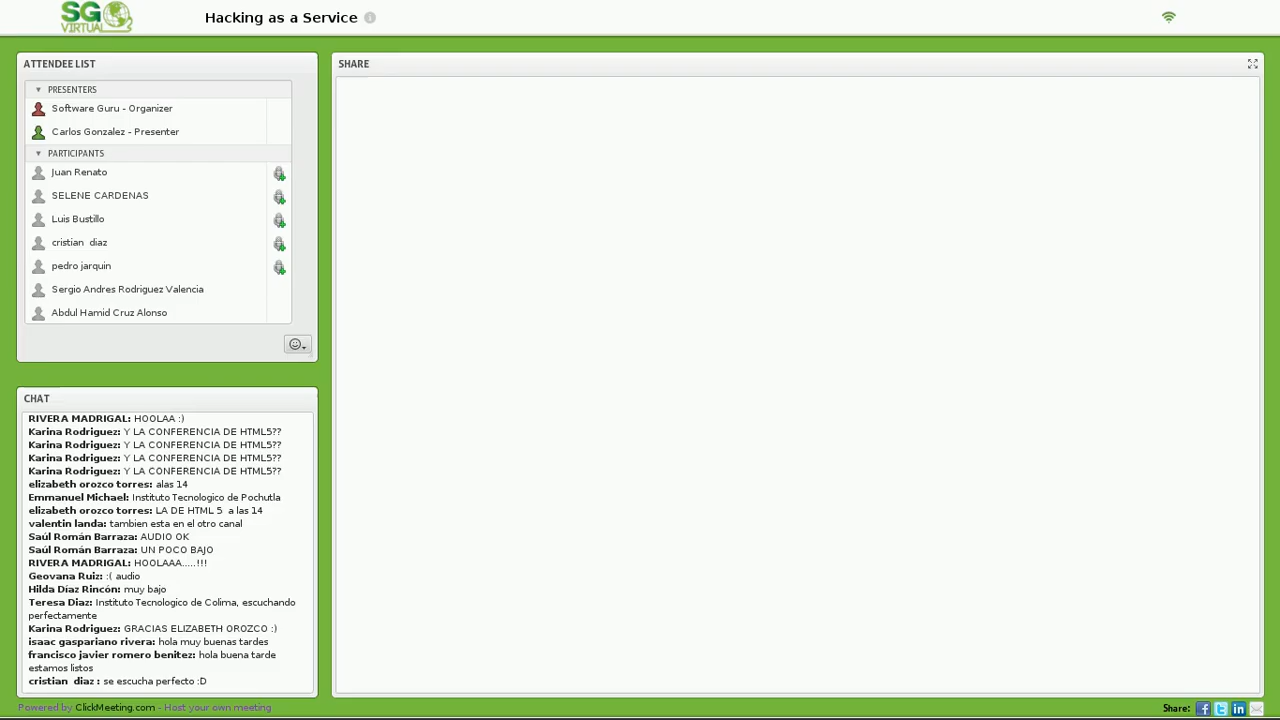 SG
VIRTUAL
Hacking as a Service
ATTENDEE LIST
PRESENTERS
Software Guru - Organizer
Carlos Gonzalez - Presenter
PARTICIPANTS
Juan Renato
SELENE CARDENAS
Luis Bustillo
cristian  diaz
pedro jarquin
Sergio Andres Rodriguez Valencia
Abdul Hamid Cruz Alonso
CHAT
RIVERA MADRIGAL: HOOLAA :)
Karina Rodriguez: Y LA CONFERENCIA DE HTML5??
Karina Rodriguez: Y LA CONFERENCIA DE HTML5??
Karina Rodriguez: Y LA CONFERENCIA DE HTML5??
Karina Rodriguez: Y LA CONFERENCIA DE HTML5??
elizabeth orozco torres: alas 14
Emmanuel Michael: Instituto Tecnologico de Pochutla
elizabeth orozco torres: LA DE HTML 5  a las 14
valentin landa: tambien esta en el otro canal
Saúl Román Barraza: AUDIO OK
Saúl Román Barraza: UN POCO BAJO
RIVERA MADRIGAL: HOOLAAA.....!!!
Geovana Ruiz: :( audio
Hilda Díaz Rincón: muy bajo
Teresa Diaz: Instituto Tecnologico de Colima, escuchando
perfectamente
Karina Rodriguez: GRACIAS ELIZABETH OROZCO :)
isaac gaspariano rivera: hola muy buenas tardes
francisco javier romero benitez: hola buena tarde
estamos listos
cristian  diaz : se escucha perfecto :D
SHARE
Powered by ClickMeeting.com - Host your own meeting
Share: